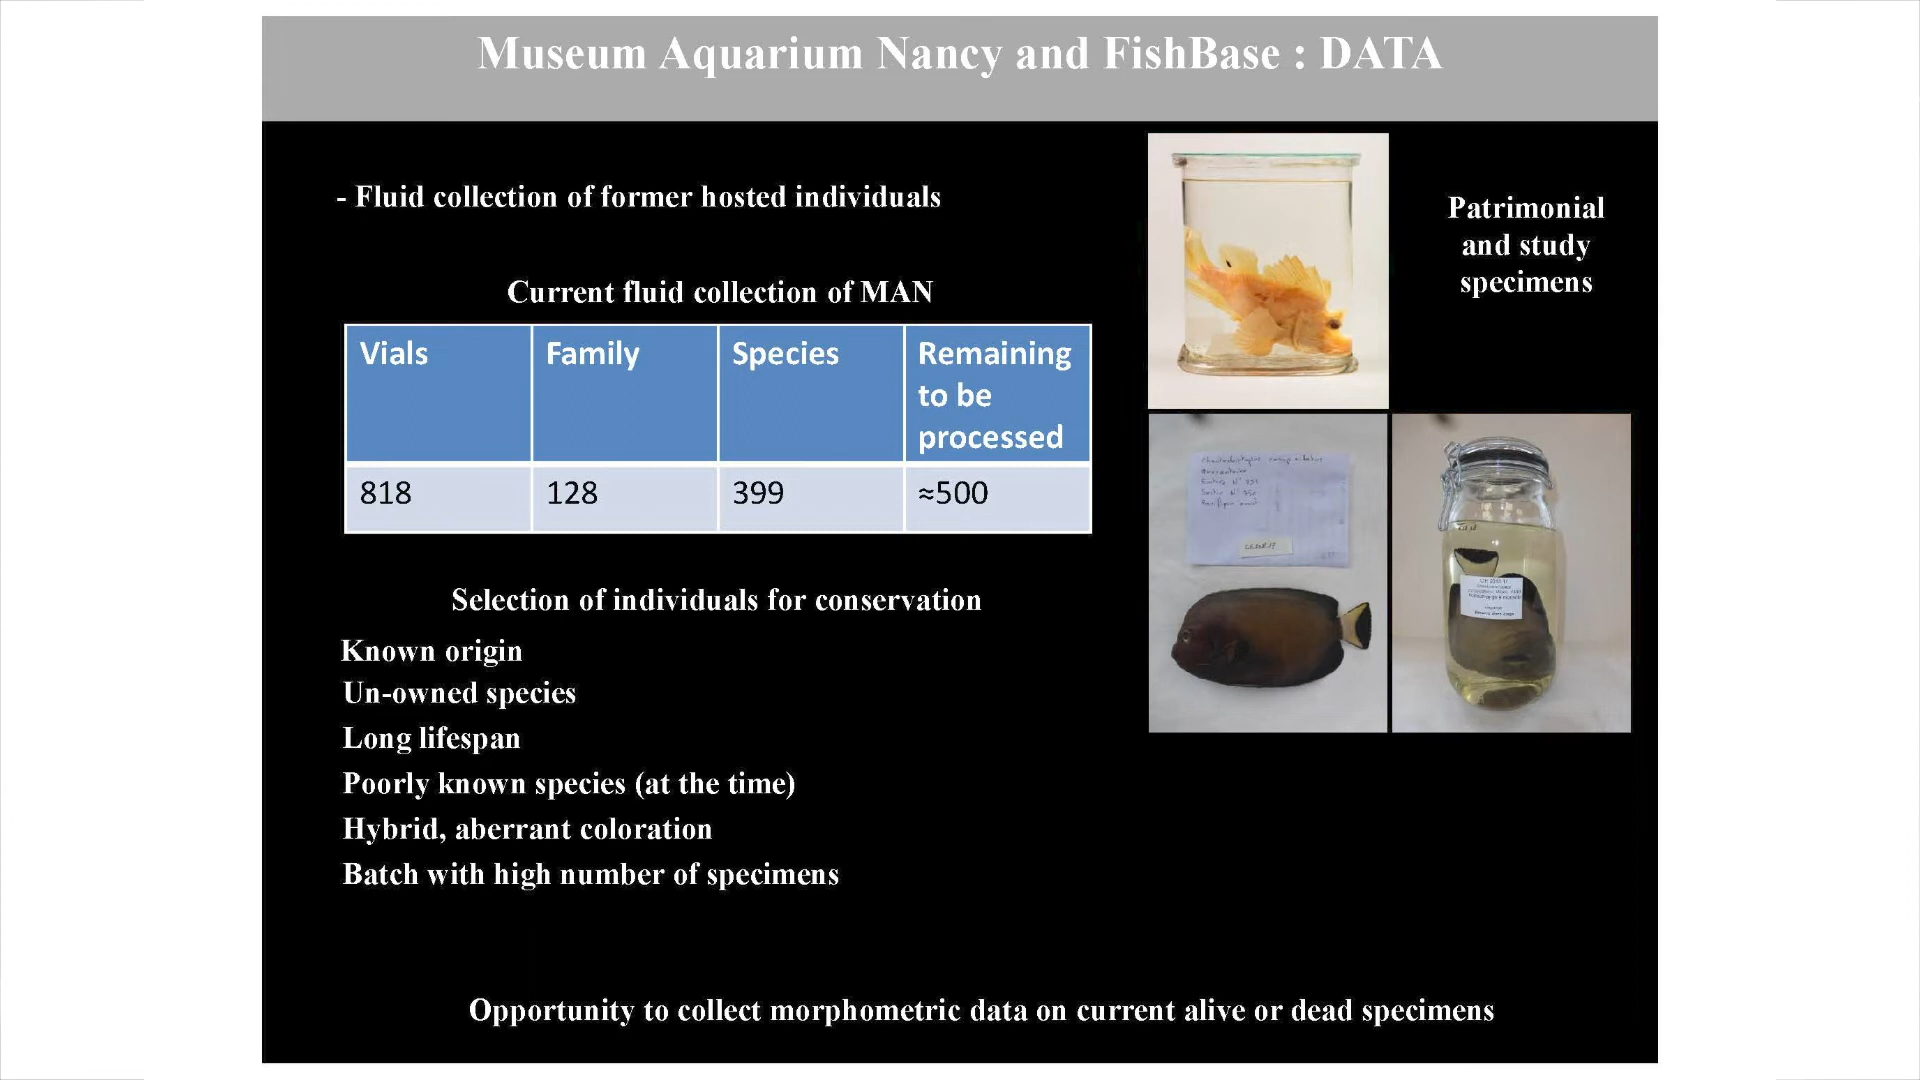 Museum Aquarium Nancy and FishBase : DATA
- Fluid collection of former hosted individuals
Current fluid collection of MAN
Vials
Family
Species
Remaining
to be
processed
818
128
399
≈500
Patrimonial
and study
specimens
Selection of individuals for conservation
Known origin
Un-owned species
Long lifespan
Poorly known species (at the time)
Hybrid, aberrant coloration
Batch with high number of specimens
Opportunity to collect morphometric data on current alive or dead specimens